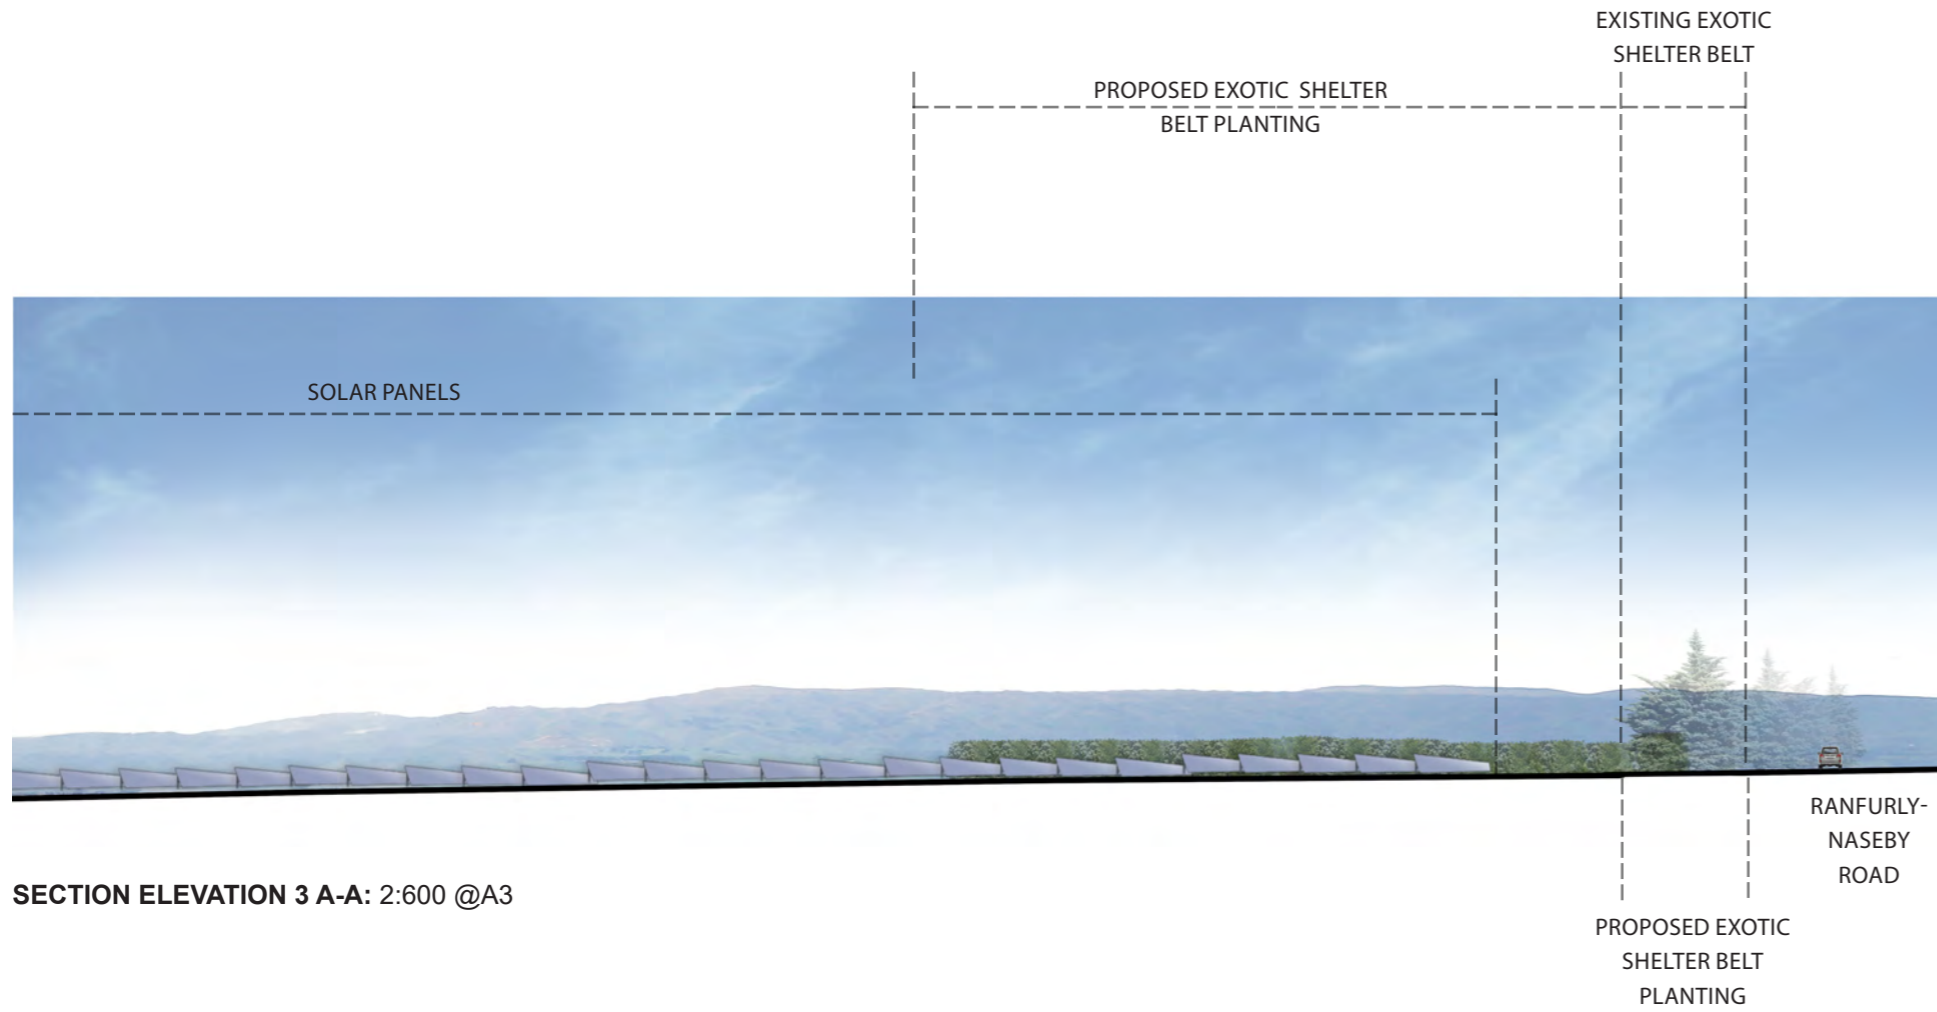 EXISTING EXOTIC
SHELTER BELT
PROPOSED EXOTIC SHELTER
BELT PLANTING
SOLAR PANELS
RANFURLY-
NASEBY
ROAD
SECTION ELEVATION 3 A-A: 2:600 @A3
PROPOSED EXOTIC
SHELTER BELT
PLANTING